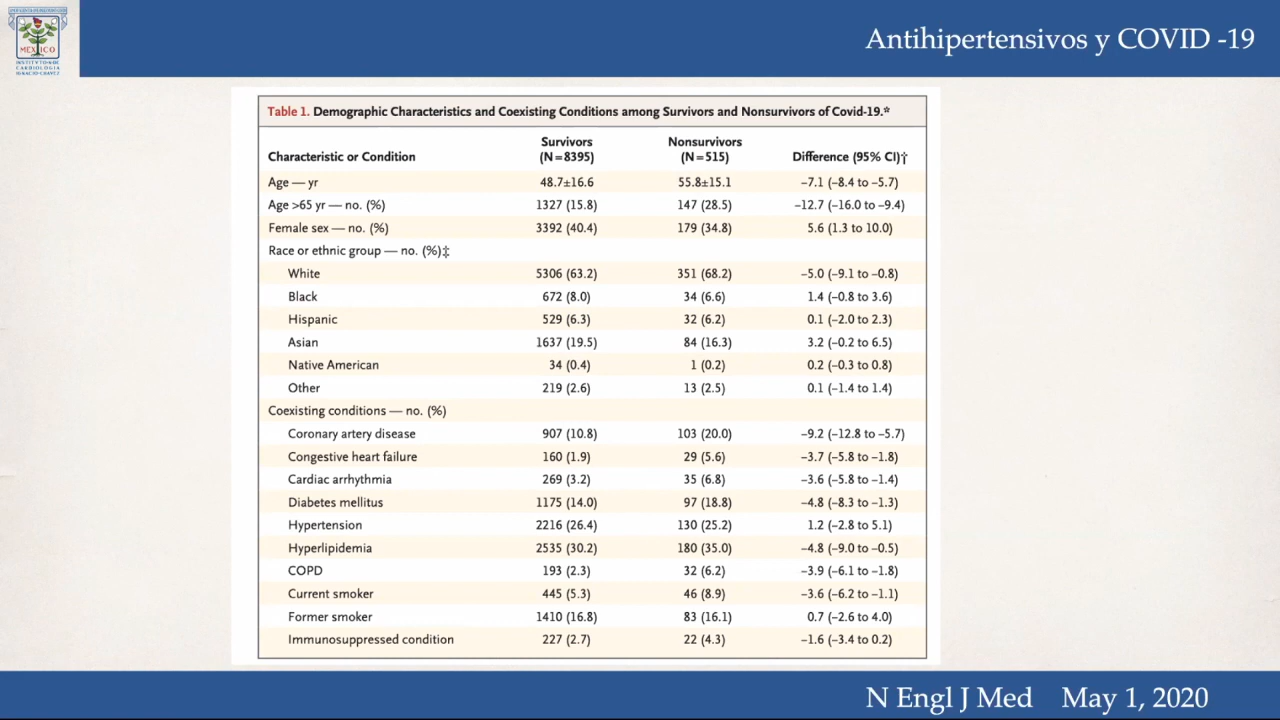 MEXICO
INSTITVTO·N·DE
CARDIOLOGIA
IGNACIO·CHAVEZ
Antihipertensivos y COVID -19
Table 1. Demographic Characteristics and Coexisting Conditions among Survivors and Nonsurvivors of Covid-19.*
Characteristic or Condition Survivors (N=8395) Nonsurvivors (N=515) Difference (95% CI)†
Age — yr 48.7±16.6 55.8±15.1 −7.1 (−8.4 to −5.7)
Age >65 yr — no. (%) 1327 (15.8) 147 (28.5) −12.7 (−16.0 to −9.4)
Female sex — no. (%) 3392 (40.4) 179 (34.8) 5.6 (1.3 to 10.0)
Race or ethnic group — no. (%)‡
White 5306 (63.2) 351 (68.2) −5.0 (−9.1 to −0.8)
Black 672 (8.0) 34 (6.6) 1.4 (−0.8 to 3.6)
Hispanic 529 (6.3) 32 (6.2) 0.1 (−2.0 to 2.3)
Asian 1637 (19.5) 84 (16.3) 3.2 (−0.2 to 6.5)
Native American 34 (0.4) 1 (0.2) 0.2 (−0.3 to 0.8)
Other 219 (2.6) 13 (2.5) 0.1 (−1.4 to 1.4)
Coexisting conditions — no. (%)
Coronary artery disease 907 (10.8) 103 (20.0) −9.2 (−12.8 to −5.7)
Congestive heart failure 160 (1.9) 29 (5.6) −3.7 (−5.8 to −1.8)
Cardiac arrhythmia 269 (3.2) 35 (6.8) −3.6 (−5.8 to −1.4)
Diabetes mellitus 1175 (14.0) 97 (18.8) −4.8 (−8.3 to −1.3)
Hypertension 2216 (26.4) 130 (25.2) 1.2 (−2.8 to 5.1)
Hyperlipidemia 2535 (30.2) 180 (35.0) −4.8 (−9.0 to −0.5)
COPD 193 (2.3) 32 (6.2) −3.9 (−6.1 to −1.8)
Current smoker 445 (5.3) 46 (8.9) −3.6 (−6.2 to −1.1)
Former smoker 1410 (16.8) 83 (16.1) 0.7 (−2.6 to 4.0)
Immunosuppressed condition 227 (2.7) 22 (4.3) −1.6 (−3.4 to 0.2)
N Engl J Med May 1, 2020